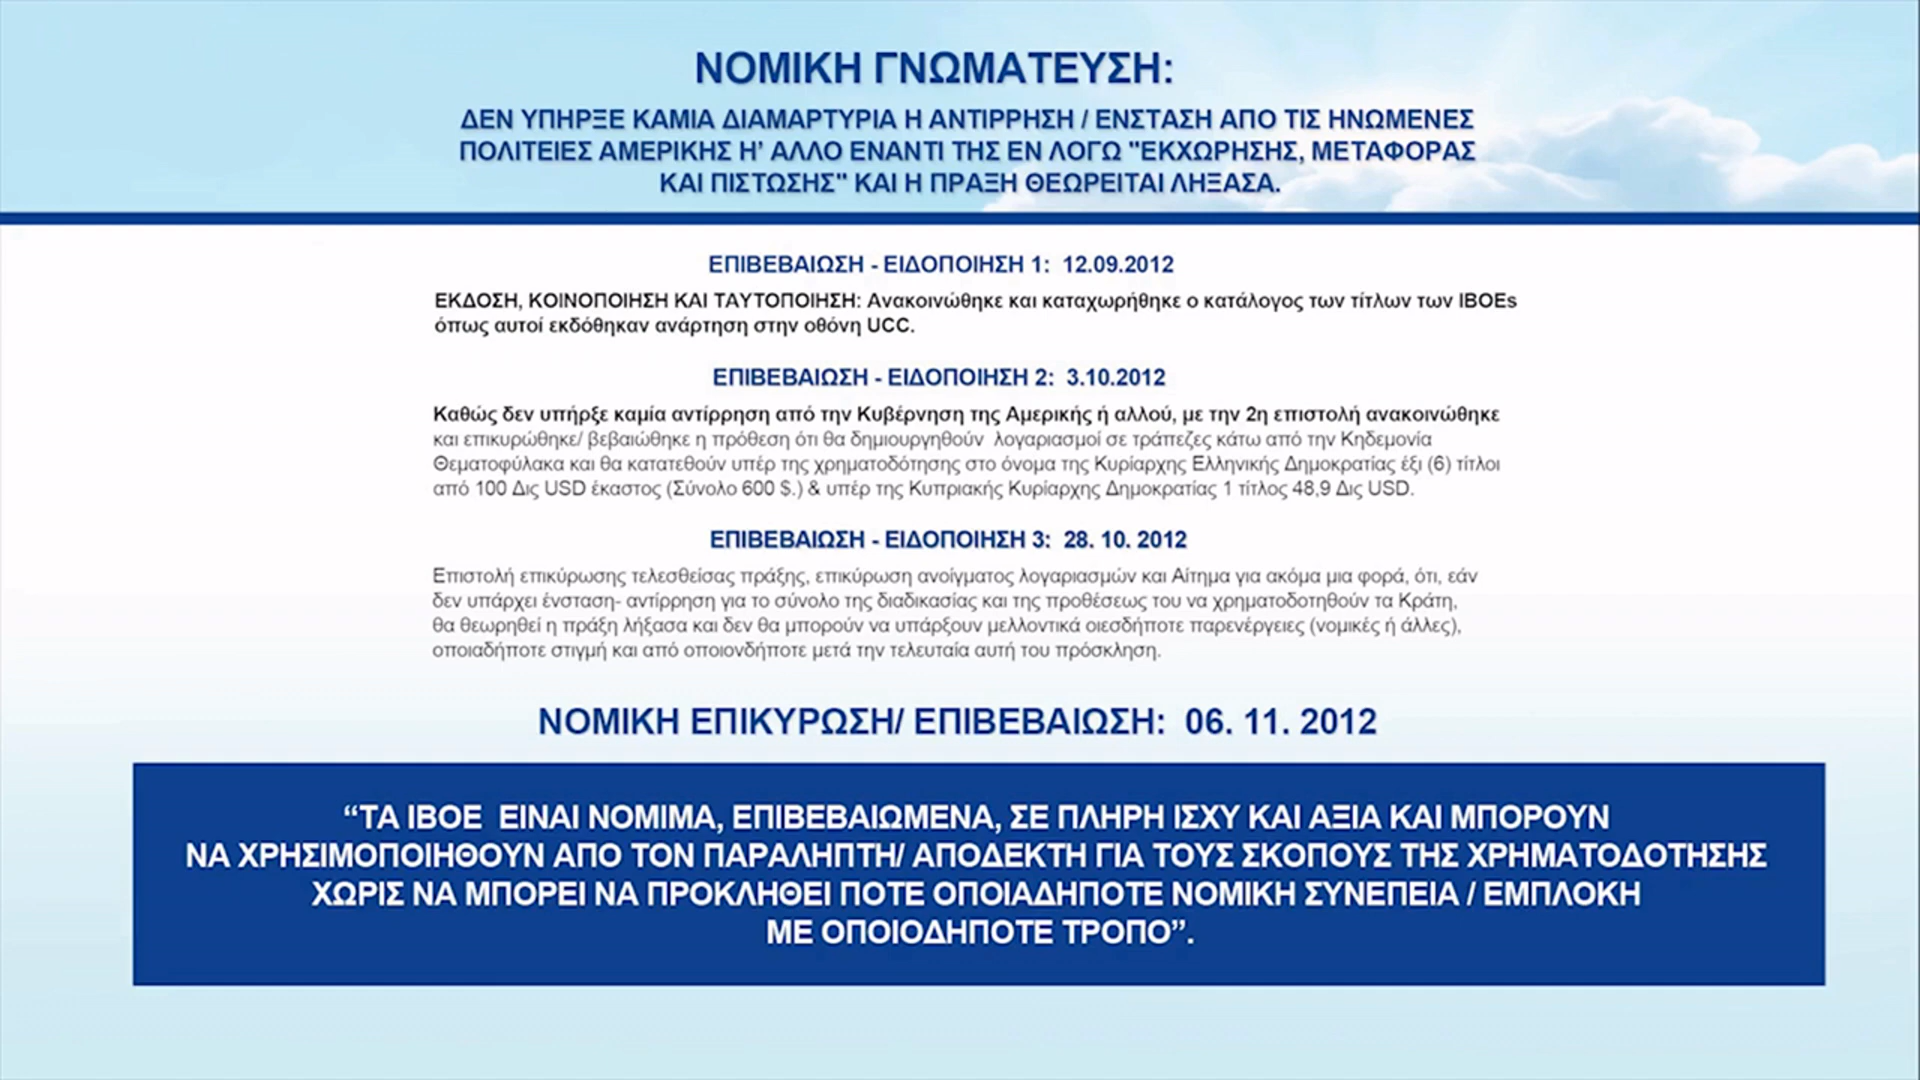 ΝΟΜΙΚΗ ΓΝΩΜΑΤΕΥΣΗ:
ΔΕΝ ΥΠΗΡΞΕ ΚΑΜΙΑ ΔΙΑΜΑΡΤΥΡΙΑ Η ΑΝΤΙΡΡΗΣΗ / ΕΝΣΤΑΣΗ ΑΠΟ ΤΙΣ ΗΝΩΜΕΝΕΣ
ΠΟΛΙΤΕΙΕΣ ΑΜΕΡΙΚΗΣ Η’ ΑΛΛΟ ΕΝΑΝΤΙ ΤΗΣ ΕΝ ΛΟΓΩ "ΕΚΧΩΡΗΣΗΣ, ΜΕΤΑΦΟΡΑΣ
ΚΑΙ ΠΙΣΤΩΣΗΣ" ΚΑΙ Η ΠΡΑΞΗ ΘΕΩΡΕΙΤΑΙ ΛΗΞΑΣΑ.
ΕΠΙΒΕΒΑΙΩΣΗ - ΕΙΔΟΠΟΙΗΣΗ 1: 12.09.2012
ΕΚΔΟΣΗ, ΚΟΙΝΟΠΟΙΗΣΗ ΚΑΙ ΤΑΥΤΟΠΟΙΗΣΗ: Ανακοινώθηκε και καταχωρήθηκε ο κατάλογος των τίτλων των IBOEs
όπως αυτοί εκδόθηκαν ανάρτηση στην οθόνη UCC.
ΕΠΙΒΕΒΑΙΩΣΗ - ΕΙΔΟΠΟΙΗΣΗ 2: 3.10.2012
Καθώς δεν υπήρξε καμία αντίρρηση από την Κυβέρνηση της Αμερικής ή αλλού, με την 2η επιστολή ανακοινώθηκε
και επικυρώθηκε/ βεβαιώθηκε η πρόθεση ότι θα δημιουργηθούν λογαριασμοί σε τράπεζες κάτω από την Κηδεμονία
Θεματοφύλακα και θα κατατεθούν υπέρ της χρηματοδότησης στο όνομα της Κυρίαρχης Ελληνικής Δημοκρατίας έξι (6) τίτλοι
από 100 Δις USD έκαστος (Σύνολο 600 $.) & υπέρ της Κυπριακής Κυρίαρχης Δημοκρατίας 1 τίτλος 48,9 Δις USD.
ΕΠΙΒΕΒΑΙΩΣΗ - ΕΙΔΟΠΟΙΗΣΗ 3: 28. 10. 2012
Επιστολή επικύρωσης τελεσθείσας πράξης, επικύρωση ανοίγματος λογαριασμών και Αίτημα για ακόμα μια φορά, ότι, εάν
δεν υπάρχει ένσταση- αντίρρηση για το σύνολο της διαδικασίας και της προθέσεως του να χρηματοδοτηθούν τα Κράτη,
θα θεωρηθεί η πράξη λήξασα και δεν θα μπορούν να υπάρξουν μελλοντικά οιεσδήποτε παρενέργειες (νομικές ή άλλες),
οποιαδήποτε στιγμή και από οποιονδήποτε μετά την τελευταία αυτή του πρόσκληση.
ΝΟΜΙΚΗ ΕΠΙΚΥΡΩΣΗ/ ΕΠΙΒΕΒΑΙΩΣΗ: 06. 11. 2012
“ΤΑ IBOE ΕΙΝΑΙ ΝΟΜΙΜΑ, ΕΠΙΒΕΒΑΙΩΜΕΝΑ, ΣΕ ΠΛΗΡΗ ΙΣΧΥ ΚΑΙ ΑΞΙΑ ΚΑΙ ΜΠΟΡΟΥΝ
ΝΑ ΧΡΗΣΙΜΟΠΟΙΗΘΟΥΝ ΑΠΟ ΤΟΝ ΠΑΡΑΛΗΠΤΗ/ ΑΠΟΔΕΚΤΗ ΓΙΑ ΤΟΥΣ ΣΚΟΠΟΥΣ ΤΗΣ ΧΡΗΜΑΤΟΔΟΤΗΣΗΣ
ΧΩΡΙΣ ΝΑ ΜΠΟΡΕΙ ΝΑ ΠΡΟΚΛΗΘΕΙ ΠΟΤΕ ΟΠΟΙΑΔΗΠΟΤΕ ΝΟΜΙΚΗ ΣΥΝΕΠΕΙΑ / ΕΜΠΛΟΚΗ
ΜΕ ΟΠΟΙΟΔΗΠΟΤΕ ΤΡΟΠΟ”.